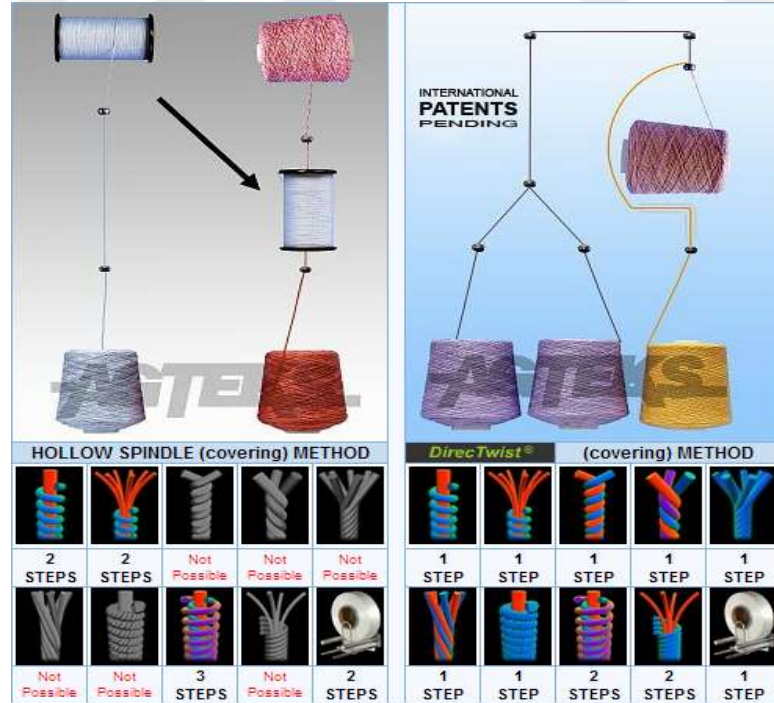 INTERNATIONAL
PATENTS
PENDING
AGTEKS
AGTEKS
HOLLOW SPINDLE (covering) METHOD
2 STEPS
2 STEPS
Not Possible
Not Possible
Not Possible
Not Possible
Not Possible
3 STEPS
Not Possible
2 STEPS
DirecTwist® (covering) METHOD
1 STEP
1 STEP
1 STEP
1 STEP
1 STEP
1 STEP
1 STEP
2 STEPS
2 STEPS
1 STEP